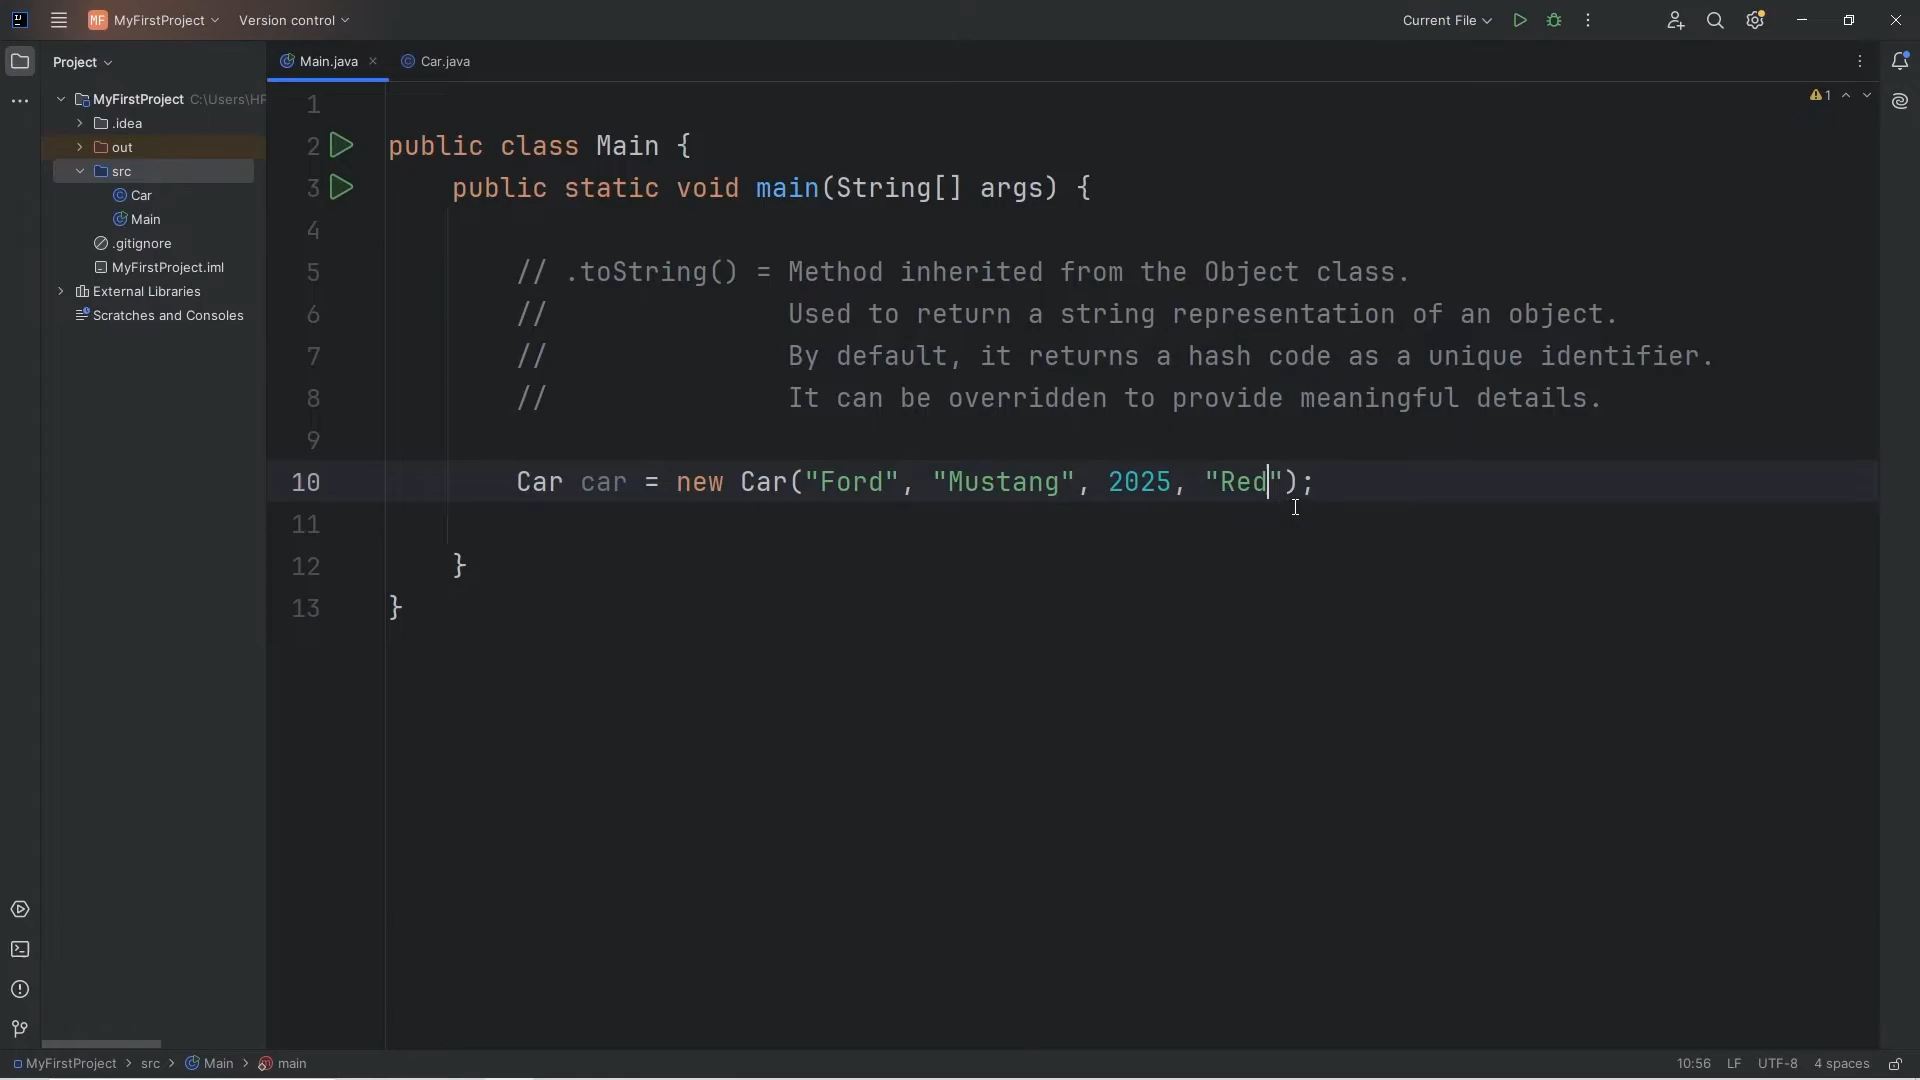 MF MyFirstProject Version control Current File
Project Main.java Car.java
MyFirstProject C:\Users\HP
.idea
out
src
Car
Main
.gitignore
MyFirstProject.iml
External Libraries
Scratches and Consoles
1
1
2 public class Main {
3 public static void main(String[] args) {
4
5 // .toString() = Method inherited from the Object class.
6 // Used to return a string representation of an object.
7 // By default, it returns a hash code as a unique identifier.
8 // It can be overridden to provide meaningful details.
9
10 Car car = new Car("Ford", "Mustang", 2025, "Red");
11
12 }
13 }
MyFirstProject > src > Main > main 10:56 LF UTF-8 4 spaces